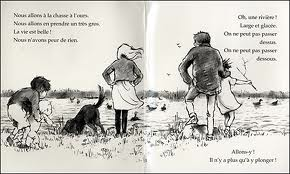 Nous allons à la chasse à l'ours.
Nous allons en prendre un très gros.
La vie est belle !
Nous n'avons peur de rien.
Oh, une rivière !
Large et glacée.
On ne peut pas passer
dessus.
On ne peut pas passer
dessous.
Allons-y !
Il n'y a plus qu'à y plonger !